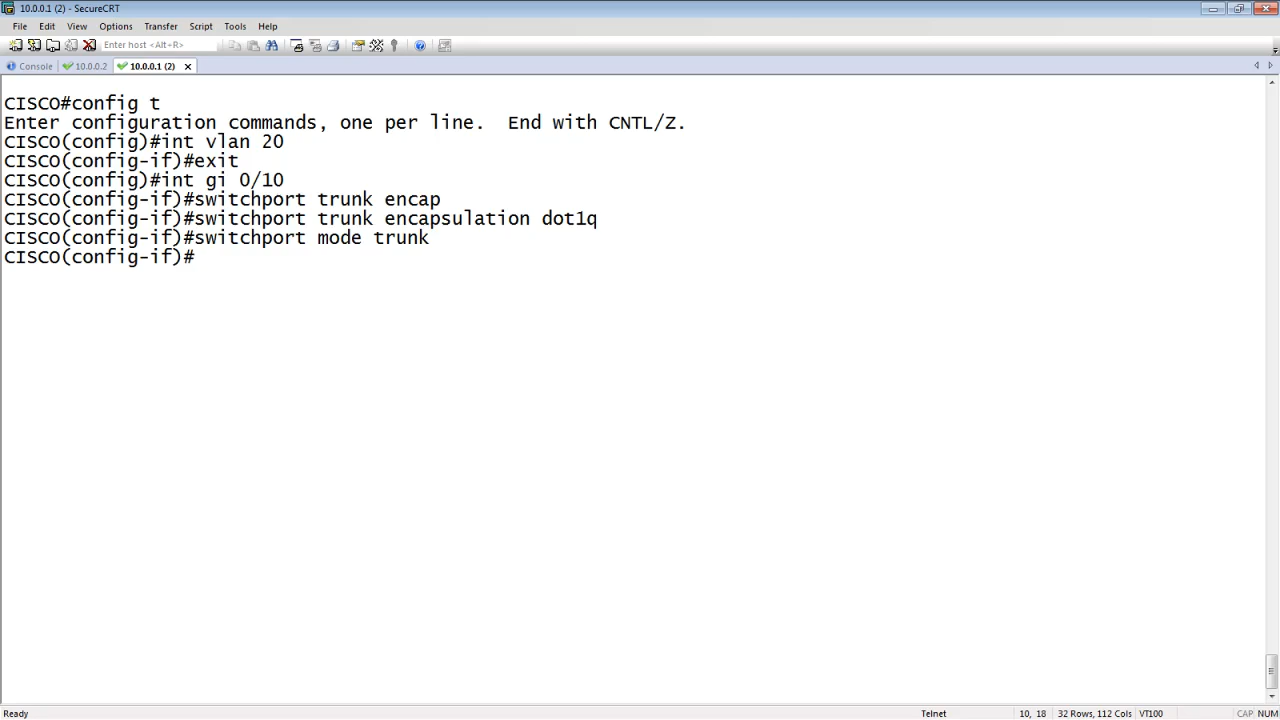 10.0.0.1 (2) - SecureCRT
File Edit View Options Transfer Script Tools Help
Enter host <Alt+R>
Console 10.0.0.2 10.0.0.1 (2)
CISCO#config t
Enter configuration commands, one per line.  End with CNTL/Z.
CISCO(config)#int vlan 20
CISCO(config-if)#exit
CISCO(config)#int gi 0/10
CISCO(config-if)#switchport trunk encap
CISCO(config-if)#switchport trunk encapsulation dot1q
CISCO(config-if)#switchport mode trunk
CISCO(config-if)#
Ready Telnet 10, 18 32 Rows, 112 Cols VT100 CAP NUM